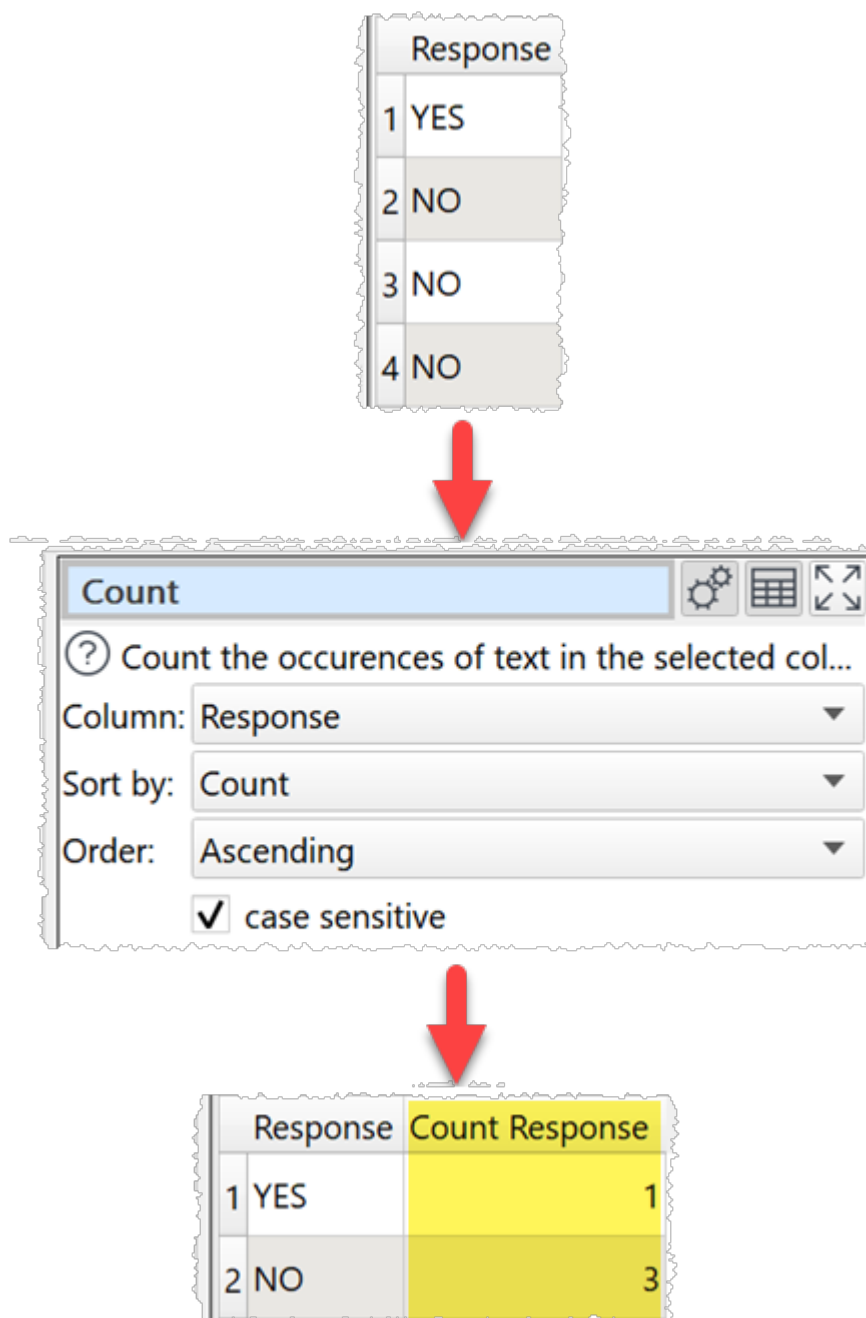 Response
1 YES
2 NO
3 NO
4 NO
Count
? Count the occurences of text in the selected col...
Column: Response
Sort by: Count
Order: Ascending
case sensitive
Response Count Response
1 YES 1
2 NO 3